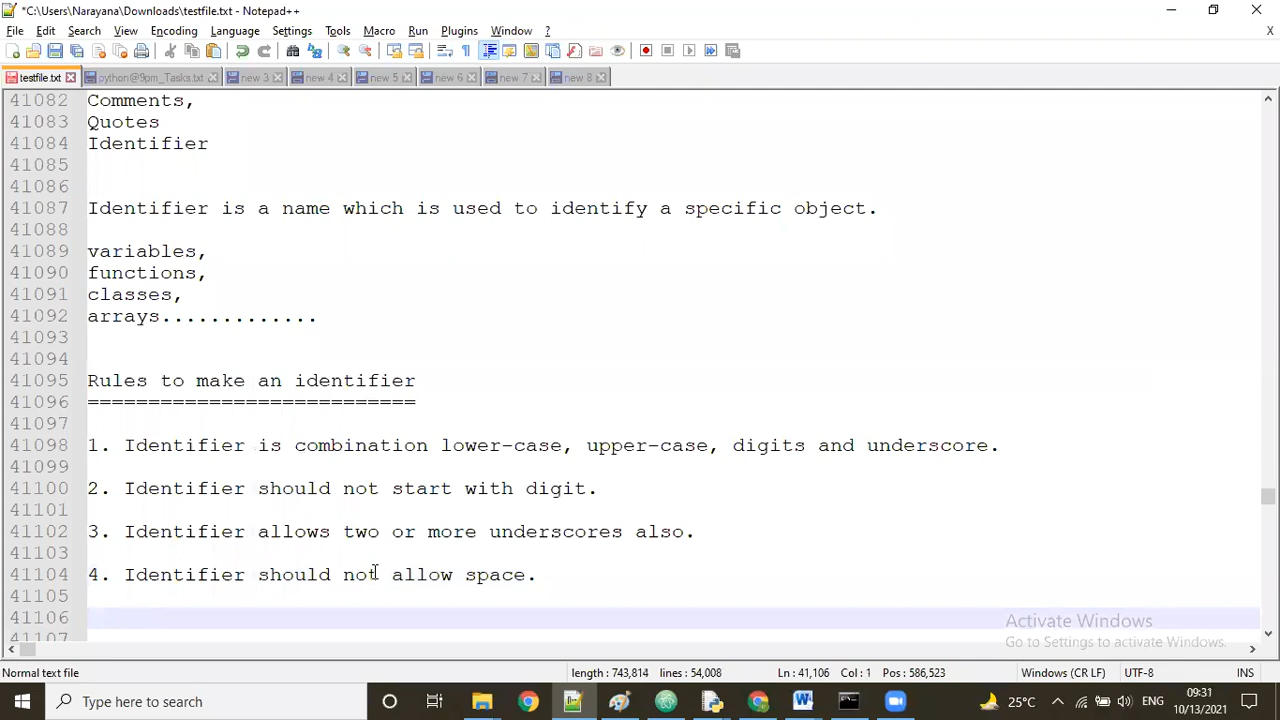 *C:\Users\Narayana\Downloads\testfile.txt - Notepad++
File Edit Search View Encoding Language Settings Tools Macro Run Plugins Window ? X
testfile.txt python@9pm_Tasks.txt new 3 new 4 new 5 new 6 new 7 new 8
41082 Comments,
41083 Quotes
41084 Identifier
41085
41086
41087 Identifier is a name which is used to identify a specific object.
41088
41089 variables,
41090 functions,
41091 classes,
41092 arrays.............
41093
41094
41095 Rules to make an identifier
41096 ===========================
41097
41098 1. Identifier is combination lower-case, upper-case, digits and underscore.
41099
41100 2. Identifier should not start with digit.
41101
41102 3. Identifier allows two or more underscores also.
41103
41104 4. Identifier should not allow space.
41105
41106
41107
Activate Windows
Go to Settings to activate Windows.
Normal text file length : 743,814 lines : 54,008 Ln : 41,106 Col : 1 Pos : 586,523 Windows (CR LF) UTF-8 INS
Type here to search 25°C ENG 09:31
10/13/2021